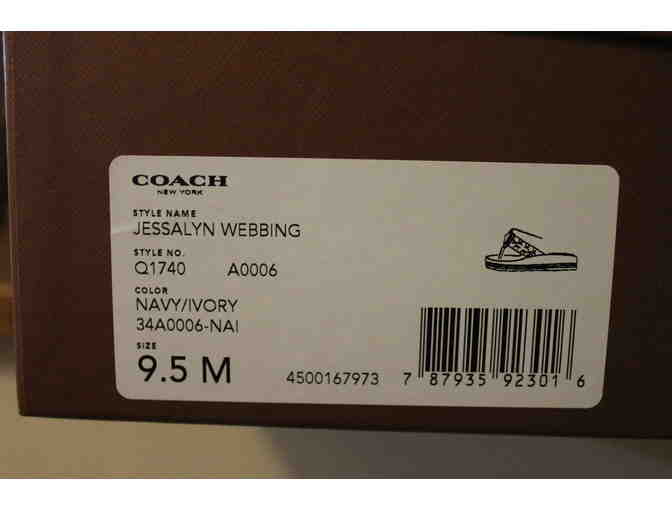 COACH
NEW YORK
STYLE NAME
JESSALYN WEBBING
STYLE NO.
Q1740 A0006
COLOR
NAVY/IVORY
34A0006-NAI
SIZE
9.5 M
4500167973 7 87935 92301 6